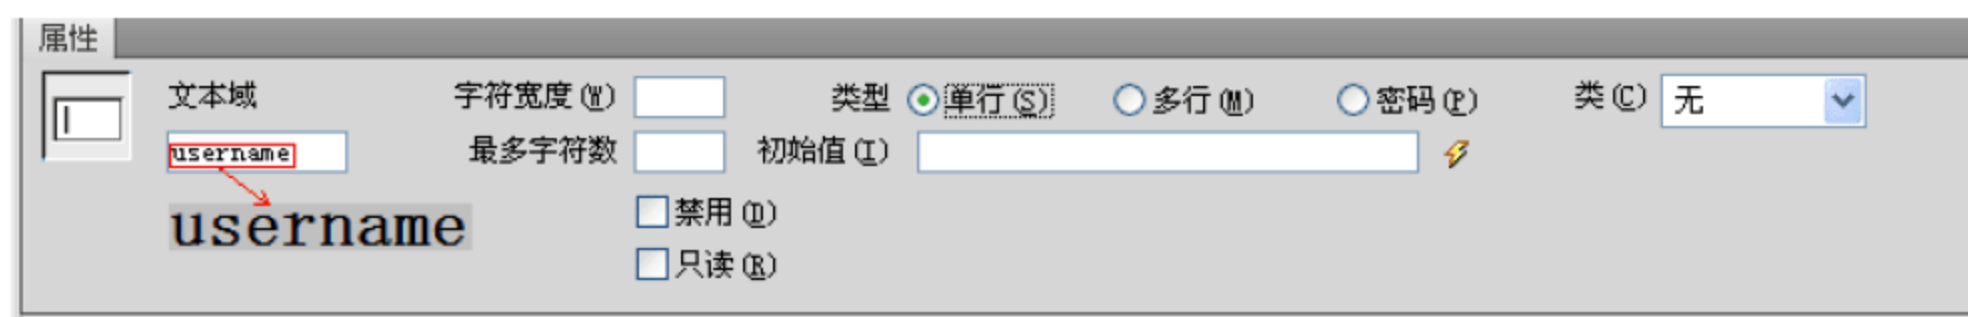 属性
文本域 字符宽度(W) 类型 单行(S) 多行(M) 密码(P) 类(C) 无
username 最多字符数 初始值(I)
username 禁用(D)
只读(R)